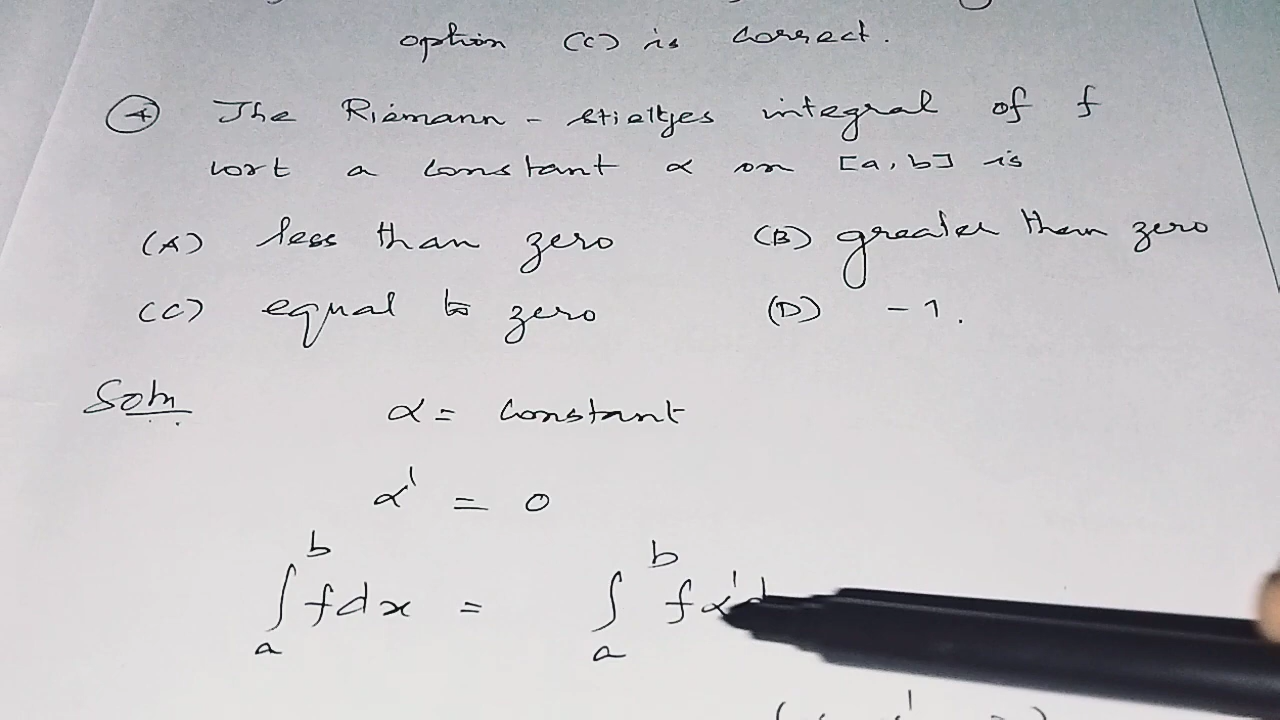 option (C) is correct.
④ The Riemann - stieltjes integral of f
wrt a constant α on [a, b] is
(A) less than zero (B) greater than zero
(C) equal to zero (D) -1.
Soln
α = constant
α' = 0
∫ₐᵇ f dx = ∫ₐᵇ f α' d